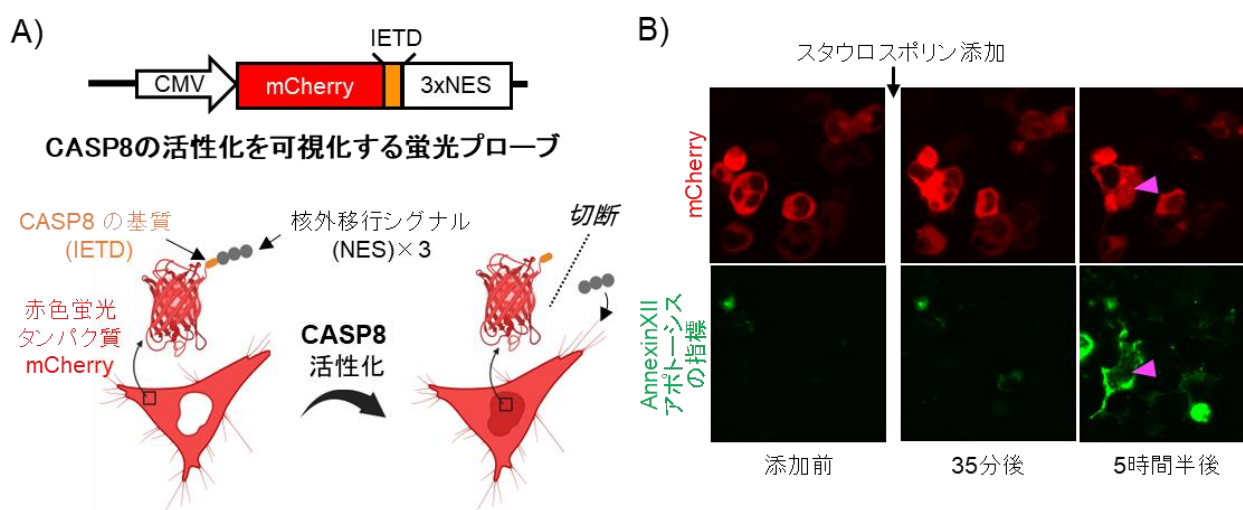 A)
IETD
CMV
mCherry
3xNES
CASP8の活性化を可視化する蛍光プローブ
CASP8 の基質
(IETD)
核外移行シグナル
(NES)×3
切断
赤色蛍光
タンパク質
mCherry
CASP8
活性化
B)
スタウロスポリン添加
mCherry
AnnexinXII
アポトーシス
の指標
添加前
35分後
5時間半後